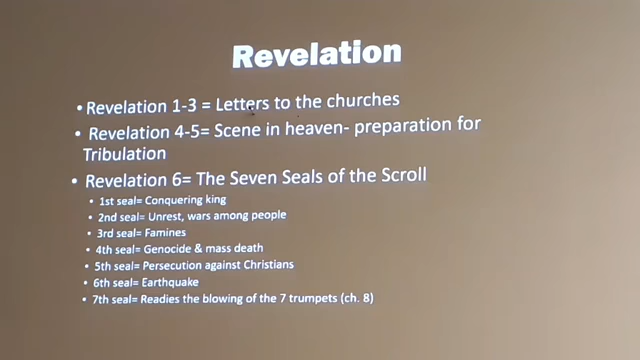 Revelation
• Revelation 1-3 = Letters to the churches
• Revelation 4-5= Scene in heaven- preparation for
Tribulation
• Revelation 6= The Seven Seals of the Scroll
• 1st seal= Conquering king
• 2nd seal= Unrest, wars among people
• 3rd seal= Famines
• 4th seal= Genocide & mass death
• 5th seal= Persecution against Christians
• 6th seal= Earthquake
• 7th seal= Readies the blowing of the 7 trumpets (ch. 8)